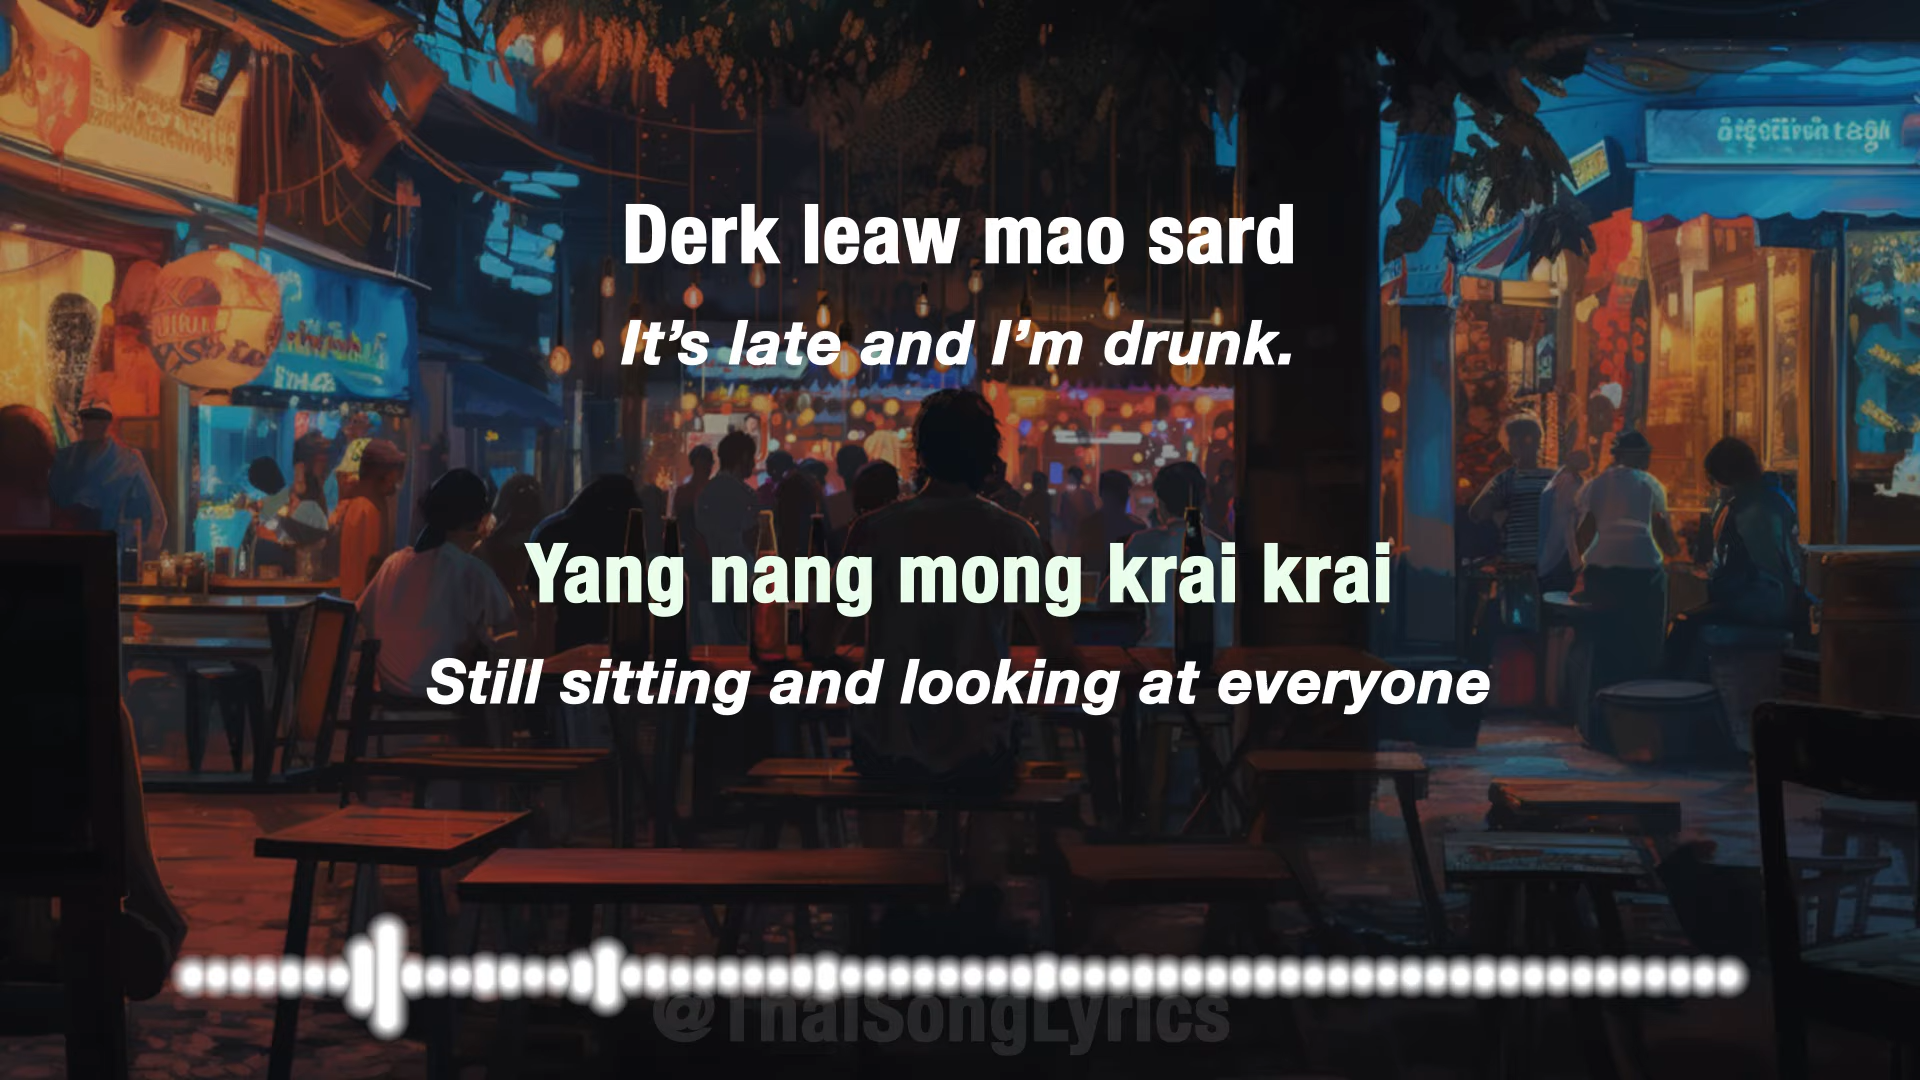 Derk leaw mao sard
It’s late and I’m drunk.
Yang nang mong krai krai
Still sitting and looking at everyone
@ThaiSongLyrics